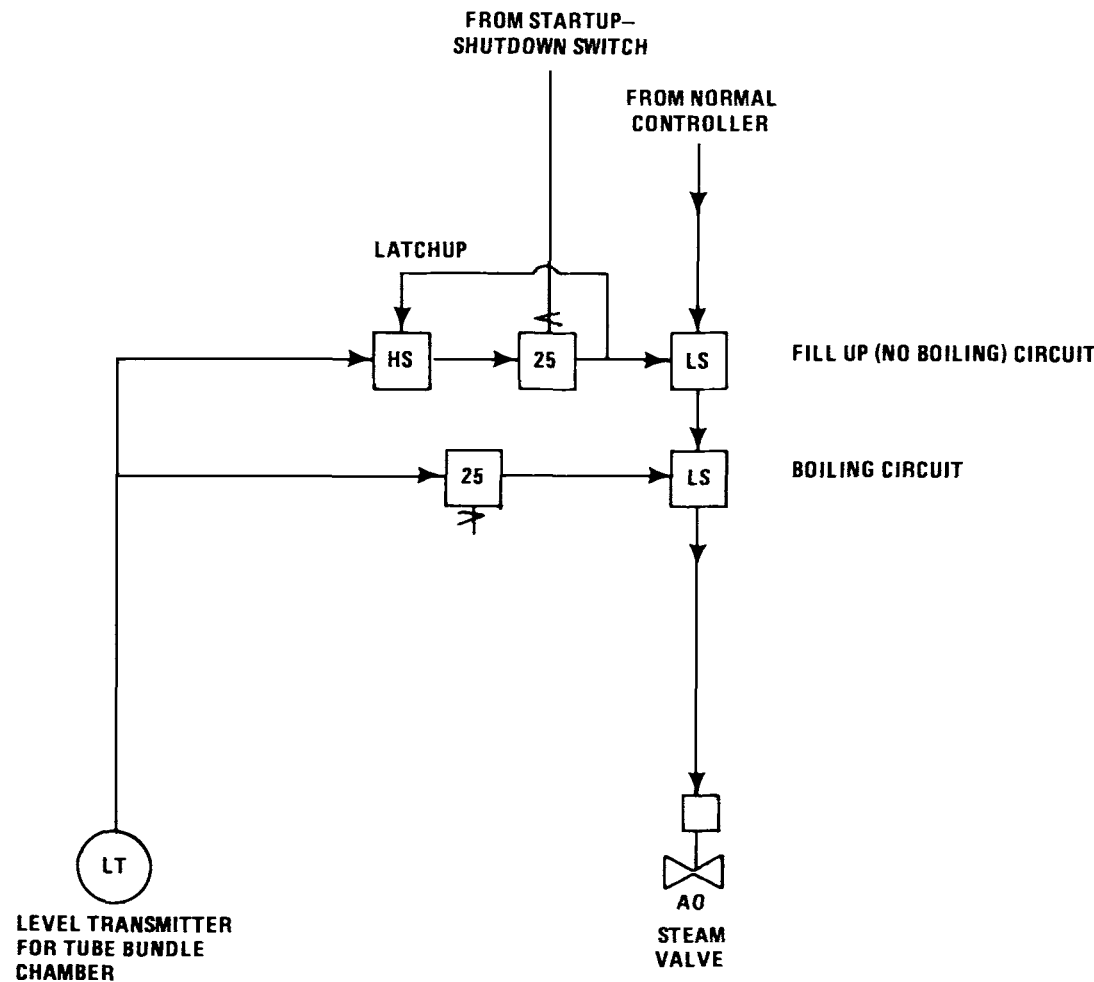 FROM STARTUP–
SHUTDOWN SWITCH
FROM NORMAL
CONTROLLER
LATCHUP
HS
25
LS
FILL UP (NO BOILING) CIRCUIT
25
LS
BOILING CIRCUIT
LT
LEVEL TRANSMITTER
FOR TUBE BUNDLE
CHAMBER
AO
STEAM
VALVE